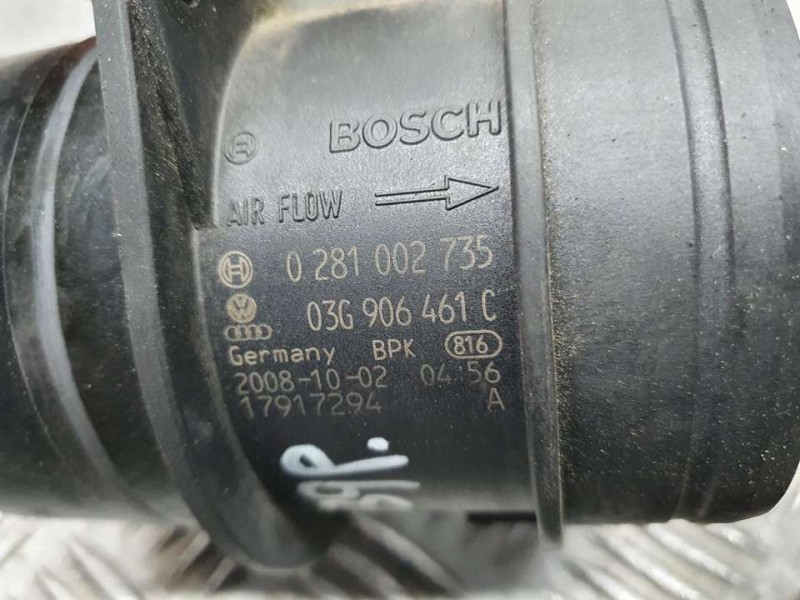 BOSCH
AIR FLOW
0 281 002 735
03G 906 461 C
Germany BPK 816
2008-10-02 04:56
17917294 A